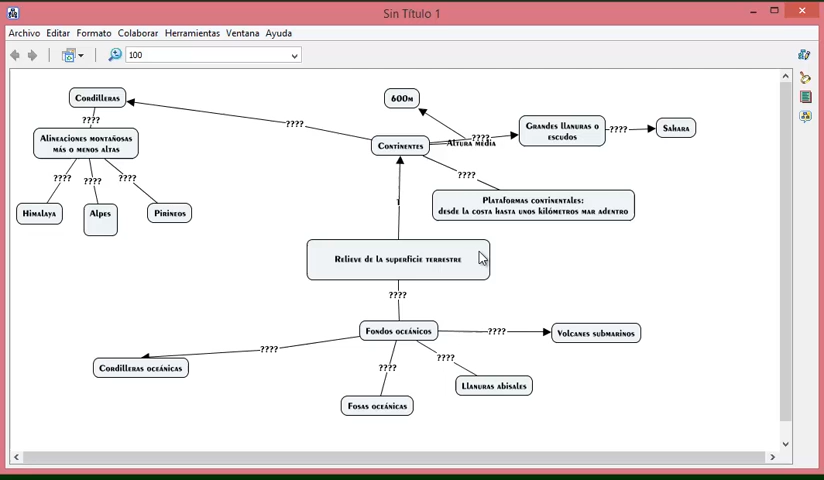 Sin Título 1
Archivo Editar Formato Colaborar Herramientas Ventana Ayuda
100
Cordilleras
600m
????
????
Grandes llanuras o
escudos
????
Sahara
????
Altura media
Alineaciones montañosas
más o menos altas
Continentes
????
????
????
????
Himalaya
Alpes
Pirineos
Plataformas continentales:
desde la costa hasta unos kilómetros mar adentro
Relieve de la superficie terrestre
????
Fondos oceánicos
????
Volcanes submarinos
????
????
????
Cordilleras oceánicas
Llanuras abisales
Fosas oceánicas